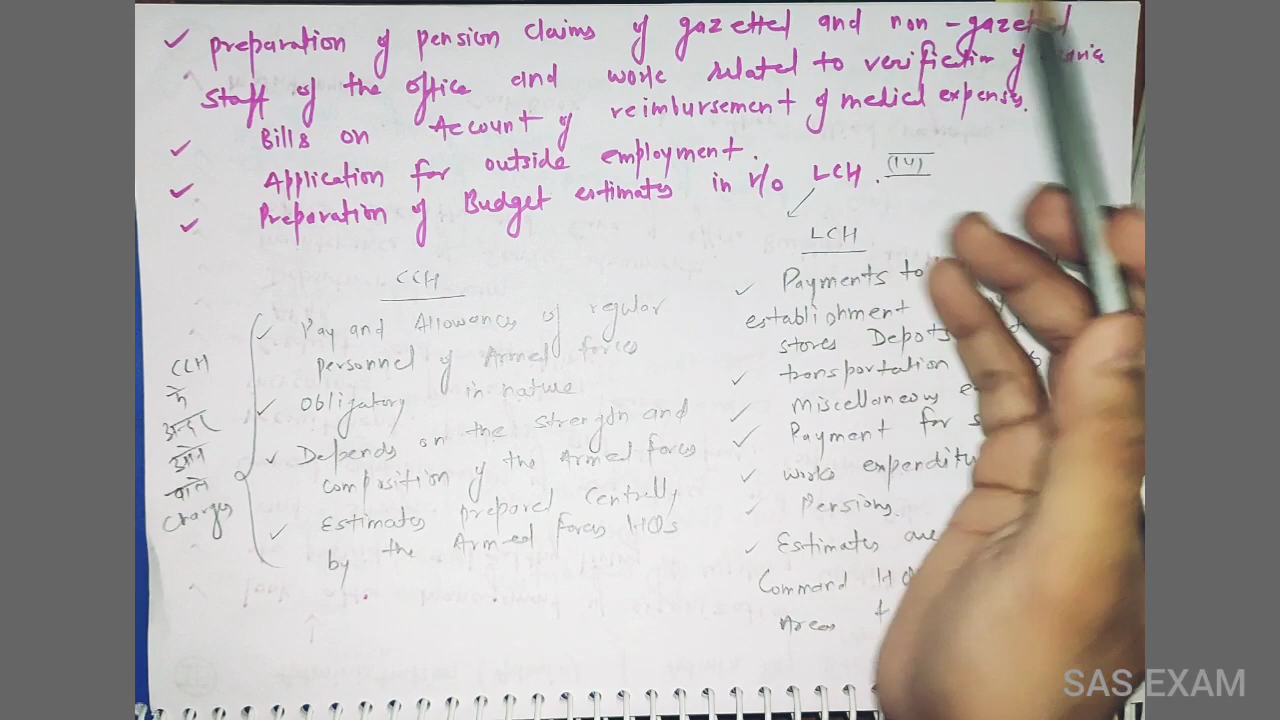 ✓ preparation of pension claims of gazetted and non-gazetted
staff of the office and work related to verification of
✓ Bills on Account of reimbursement of medical expenses.
✓ Application for outside employment.
✓ Preparation of Budget estimates in r/o LCH. (IV)
CCH
✓ Pay and Allowances of regular
personnel of Armed forces
✓ obligatory in nature
✓ Depends on the strength and
composition of the Armed forces
✓ Estimates prepared Centrally
by the Armed forces HQs
CCH
में
अन्दर
आने
वाले
charges
LCH
✓ Payments to
establishment
stores Depots
✓ transportation
✓ Miscellaneous
✓ Payment for
✓ works
✓ Pensions
✓ Estimates are
Command
Areas
SAS EXAM